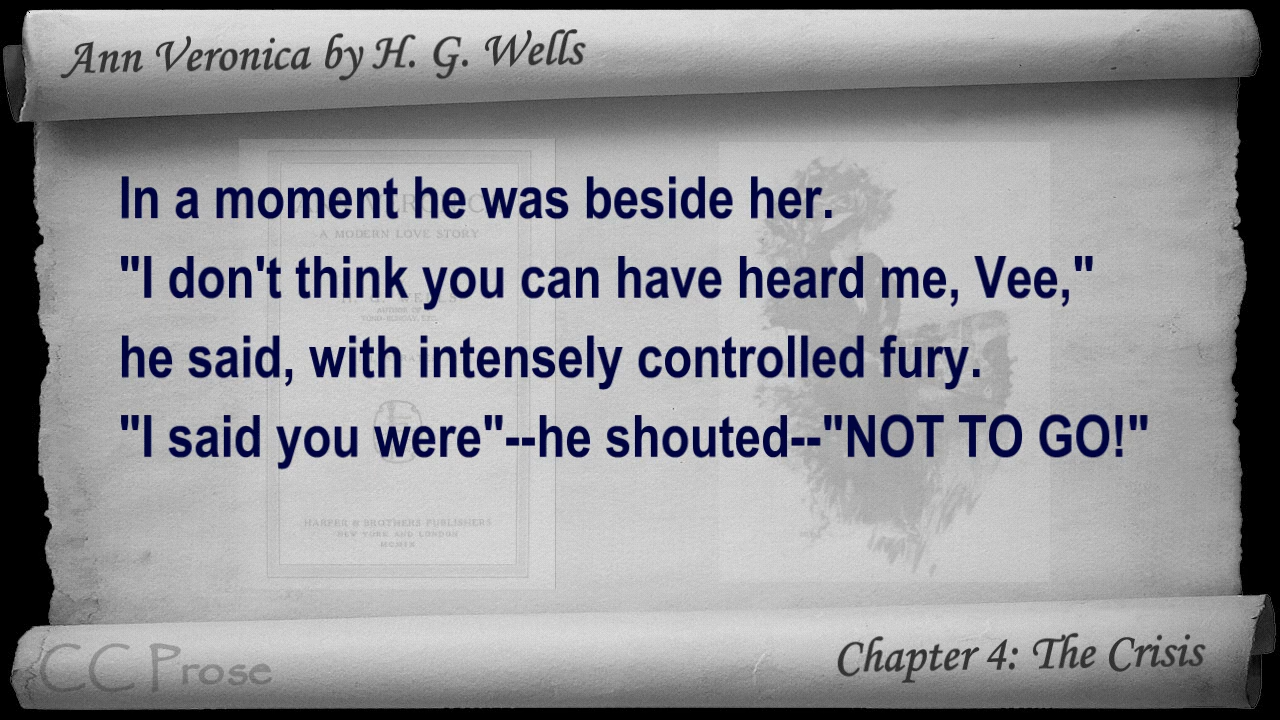 Ann Veronica by H. G. Wells
In a moment he was beside her.
"I don't think you can have heard me, Vee,"
he said, with intensely controlled fury.
"I said you were"--he shouted--"NOT TO GO!"
A MODERN LOVE STORY
HARPER & BROTHERS PUBLISHERS
NEW YORK AND LONDON
MCMIX
CC Prose
Chapter 4: The Crisis